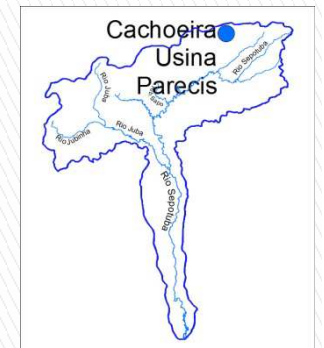 Cachoeira
Usina
Parecis
Rio Sepotuba
Rio Juba
Rio Jubinha
Rio Juba
Rio Sepotuba